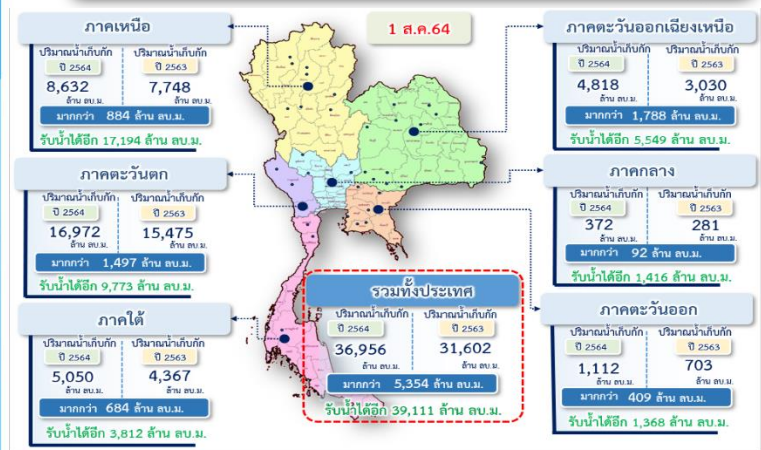 1 ส.ค.64
ภาคเหนือ
ปริมาณน้ำเก็บกัก ปริมาณน้ำเก็บกัก
ปี 2564 ปี 2563
8,632 7,748
ล้าน ลบ.ม. ล้าน ลบ.ม.
มากกว่า 884 ล้าน ลบ.ม.
รับน้ำได้อีก 17,194 ล้าน ลบ.ม.
ภาคตะวันออกเฉียงเหนือ
ปริมาณน้ำเก็บกัก ปริมาณน้ำเก็บกัก
ปี 2564 ปี 2563
4,818 3,030
ล้าน ลบ.ม. ล้าน ลบ.ม.
มากกว่า 1,788 ล้าน ลบ.ม.
รับน้ำได้อีก 5,549 ล้าน ลบ.ม.
ภาคตะวันตก
ปริมาณน้ำเก็บกัก ปริมาณน้ำเก็บกัก
ปี 2564 ปี 2563
16,972 15,475
ล้าน ลบ.ม. ล้าน ลบ.ม.
มากกว่า 1,497 ล้าน ลบ.ม.
รับน้ำได้อีก 9,773 ล้าน ลบ.ม.
ภาคกลาง
ปริมาณน้ำเก็บกัก ปริมาณน้ำเก็บกัก
ปี 2564 ปี 2563
372 281
ล้าน ลบ.ม. ล้าน ลบ.ม.
มากกว่า 92 ล้าน ลบ.ม.
รับน้ำได้อีก 1,416 ล้าน ลบ.ม.
ภาคใต้
ปริมาณน้ำเก็บกัก ปริมาณน้ำเก็บกัก
ปี 2564 ปี 2563
5,050 4,367
ล้าน ลบ.ม. ล้าน ลบ.ม.
มากกว่า 684 ล้าน ลบ.ม.
รับน้ำได้อีก 3,812 ล้าน ลบ.ม.
รวมทั้งประเทศ
ปริมาณน้ำเก็บกัก ปริมาณน้ำเก็บกัก
ปี 2564 ปี 2563
36,956 31,602
ล้าน ลบ.ม. ล้าน ลบ.ม.
มากกว่า 5,354 ล้าน ลบ.ม.
รับน้ำได้อีก 39,111 ล้าน ลบ.ม.
ภาคตะวันออก
ปริมาณน้ำเก็บกัก ปริมาณน้ำเก็บกัก
ปี 2564 ปี 2563
1,112 703
ล้าน ลบ.ม. ล้าน ลบ.ม.
มากกว่า 409 ล้าน ลบ.ม.
รับน้ำได้อีก 1,368 ล้าน ลบ.ม.